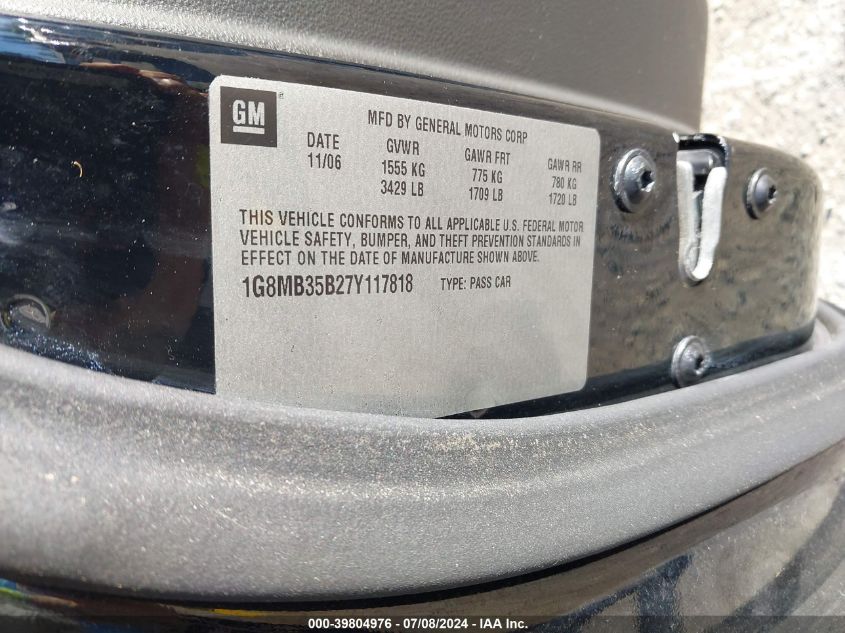 GM
MFD BY GENERAL MOTORS CORP
DATE GVWR GAWR FRT GAWR RR
11/06 1555 KG 775 KG 780 KG
3429 LB 1709 LB 1720 LB
THIS VEHICLE CONFORMS TO ALL APPLICABLE U.S. FEDERAL MOTOR
VEHICLE SAFETY, BUMPER, AND THEFT PREVENTION STANDARDS IN
EFFECT ON THE DATE OF MANUFACTURE SHOWN ABOVE.
1G8MB35B27Y117818 TYPE: PASS CAR
000-39804976 - 07/08/2024 - IAA Inc.